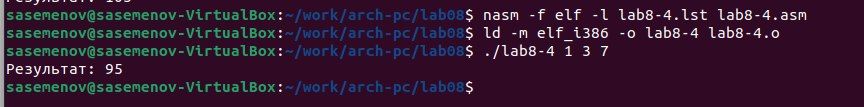 Результат: 105
sasemenov@sasemenov-VirtualBox:~/work/arch-pc/lab08$ nasm -f elf -l lab8-4.lst lab8-4.asm
sasemenov@sasemenov-VirtualBox:~/work/arch-pc/lab08$ ld -m elf_i386 -o lab8-4 lab8-4.o
sasemenov@sasemenov-VirtualBox:~/work/arch-pc/lab08$ ./lab8-4 1 3 7
Результат: 95
sasemenov@sasemenov-VirtualBox:~/work/arch-pc/lab08$